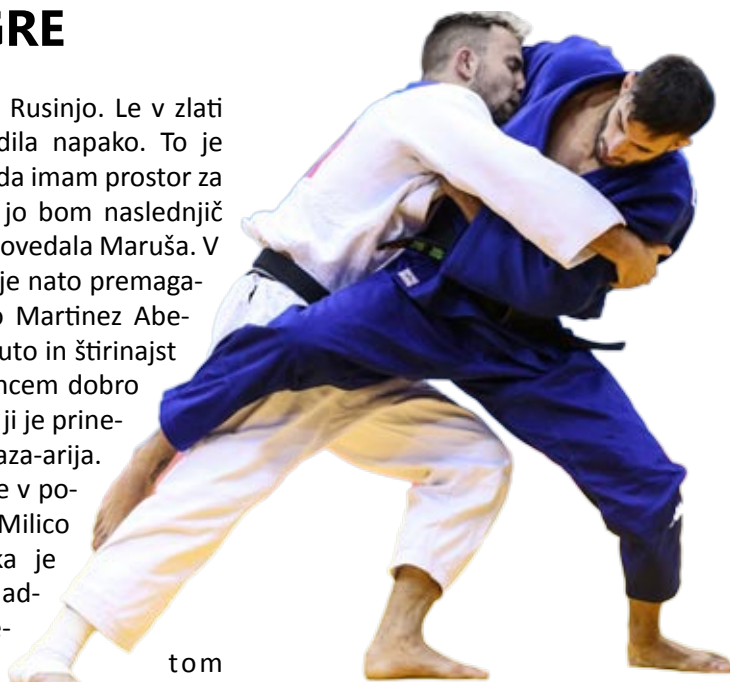 GRE
Rusinjo. Le v zlati
dila napako. To je
da imam prostor za
jo bom naslednjič
ovedala Maruša. V
je nato premaga-
o Martinez Abe-
uto in štirinajst
ncem dobro
ji je prine-
aza-arija.
e v po-
Milico
ka je
ad-
e-
tom